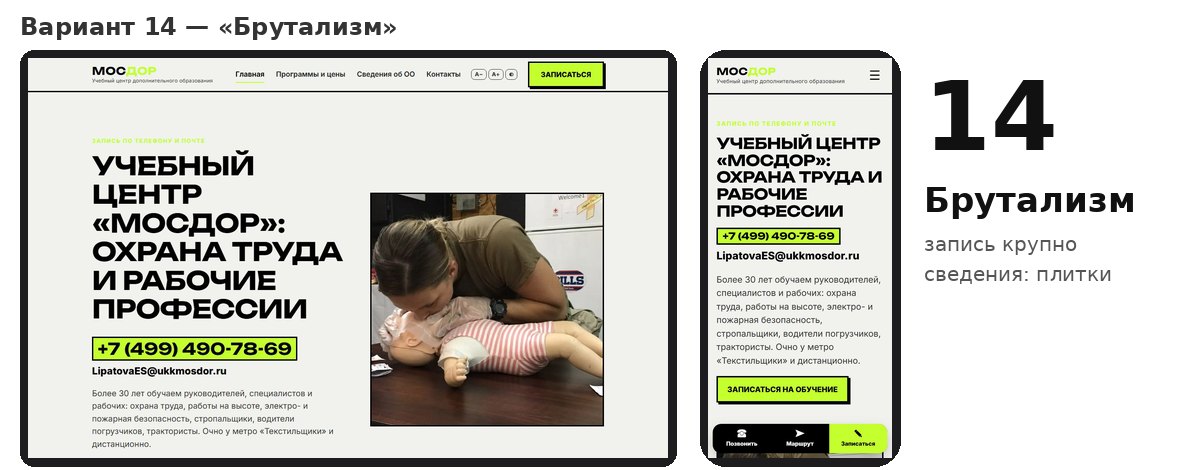 Вариант 14 — «Брутализм»
МОСДОР
Учебный центр дополнительного образования
Главная Программы и цены Сведения об ОО Контакты A− A+ ЗАПИСАТЬСЯ
ЗАПИСЬ ПО ТЕЛЕФОНУ И ПОЧТЕ
УЧЕБНЫЙ
ЦЕНТР
«МОСДОР»:
ОХРАНА ТРУДА
И РАБОЧИЕ
ПРОФЕССИИ
+7 (499) 490-78-69
LipatovaES@ukkmosdor.ru
Более 30 лет обучаем руководителей, специалистов и
рабочих: охрана труда, работы на высоте, электро- и
пожарная безопасность, стропальщики, водители
погрузчиков, трактористы. Очно у метро «Текстильщики» и
дистанционно.
Welcome
МОСДОР
Учебный центр дополнительного образования
ЗАПИСЬ ПО ТЕЛЕФОНУ И ПОЧТЕ
УЧЕБНЫЙ ЦЕНТР
«МОСДОР»:
ОХРАНА ТРУДА И
РАБОЧИЕ
ПРОФЕССИИ
+7 (499) 490-78-69
LipatovaES@ukkmosdor.ru
Более 30 лет обучаем руководителей,
специалистов и рабочих: охрана
труда, работы на высоте, электро- и
пожарная безопасность,
стропальщики, водители погрузчиков,
трактористы. Очно у метро
«Текстильщики» и дистанционно.
ЗАПИСАТЬСЯ НА ОБУЧЕНИЕ
Позвонить Маршрут Записаться
14
Брутализм
запись крупно
сведения: плитки